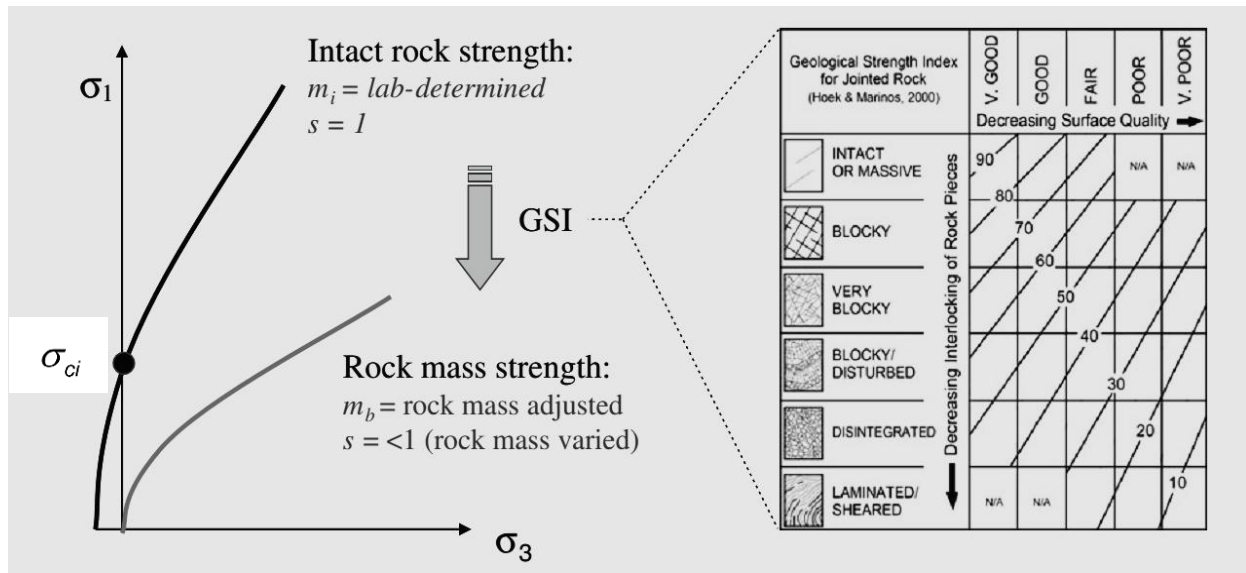 σ1
Intact rock strength:
mi = lab-determined
s = 1
GSI
σci
Rock mass strength:
mb = rock mass adjusted
s = <1 (rock mass varied)
σ3
Geological Strength Index
for Jointed Rock
(Hoek & Marinos, 2000)
V. GOOD
GOOD
FAIR
POOR
V. POOR
Decreasing Surface Quality
Decreasing Interlocking of Rock Pieces
INTACT
OR MASSIVE
BLOCKY
VERY
BLOCKY
BLOCKY/
DISTURBED
DISINTEGRATED
LAMINATED/
SHEARED
90
N/A
N/A
80
70
60
50
40
30
20
10
N/A
N/A